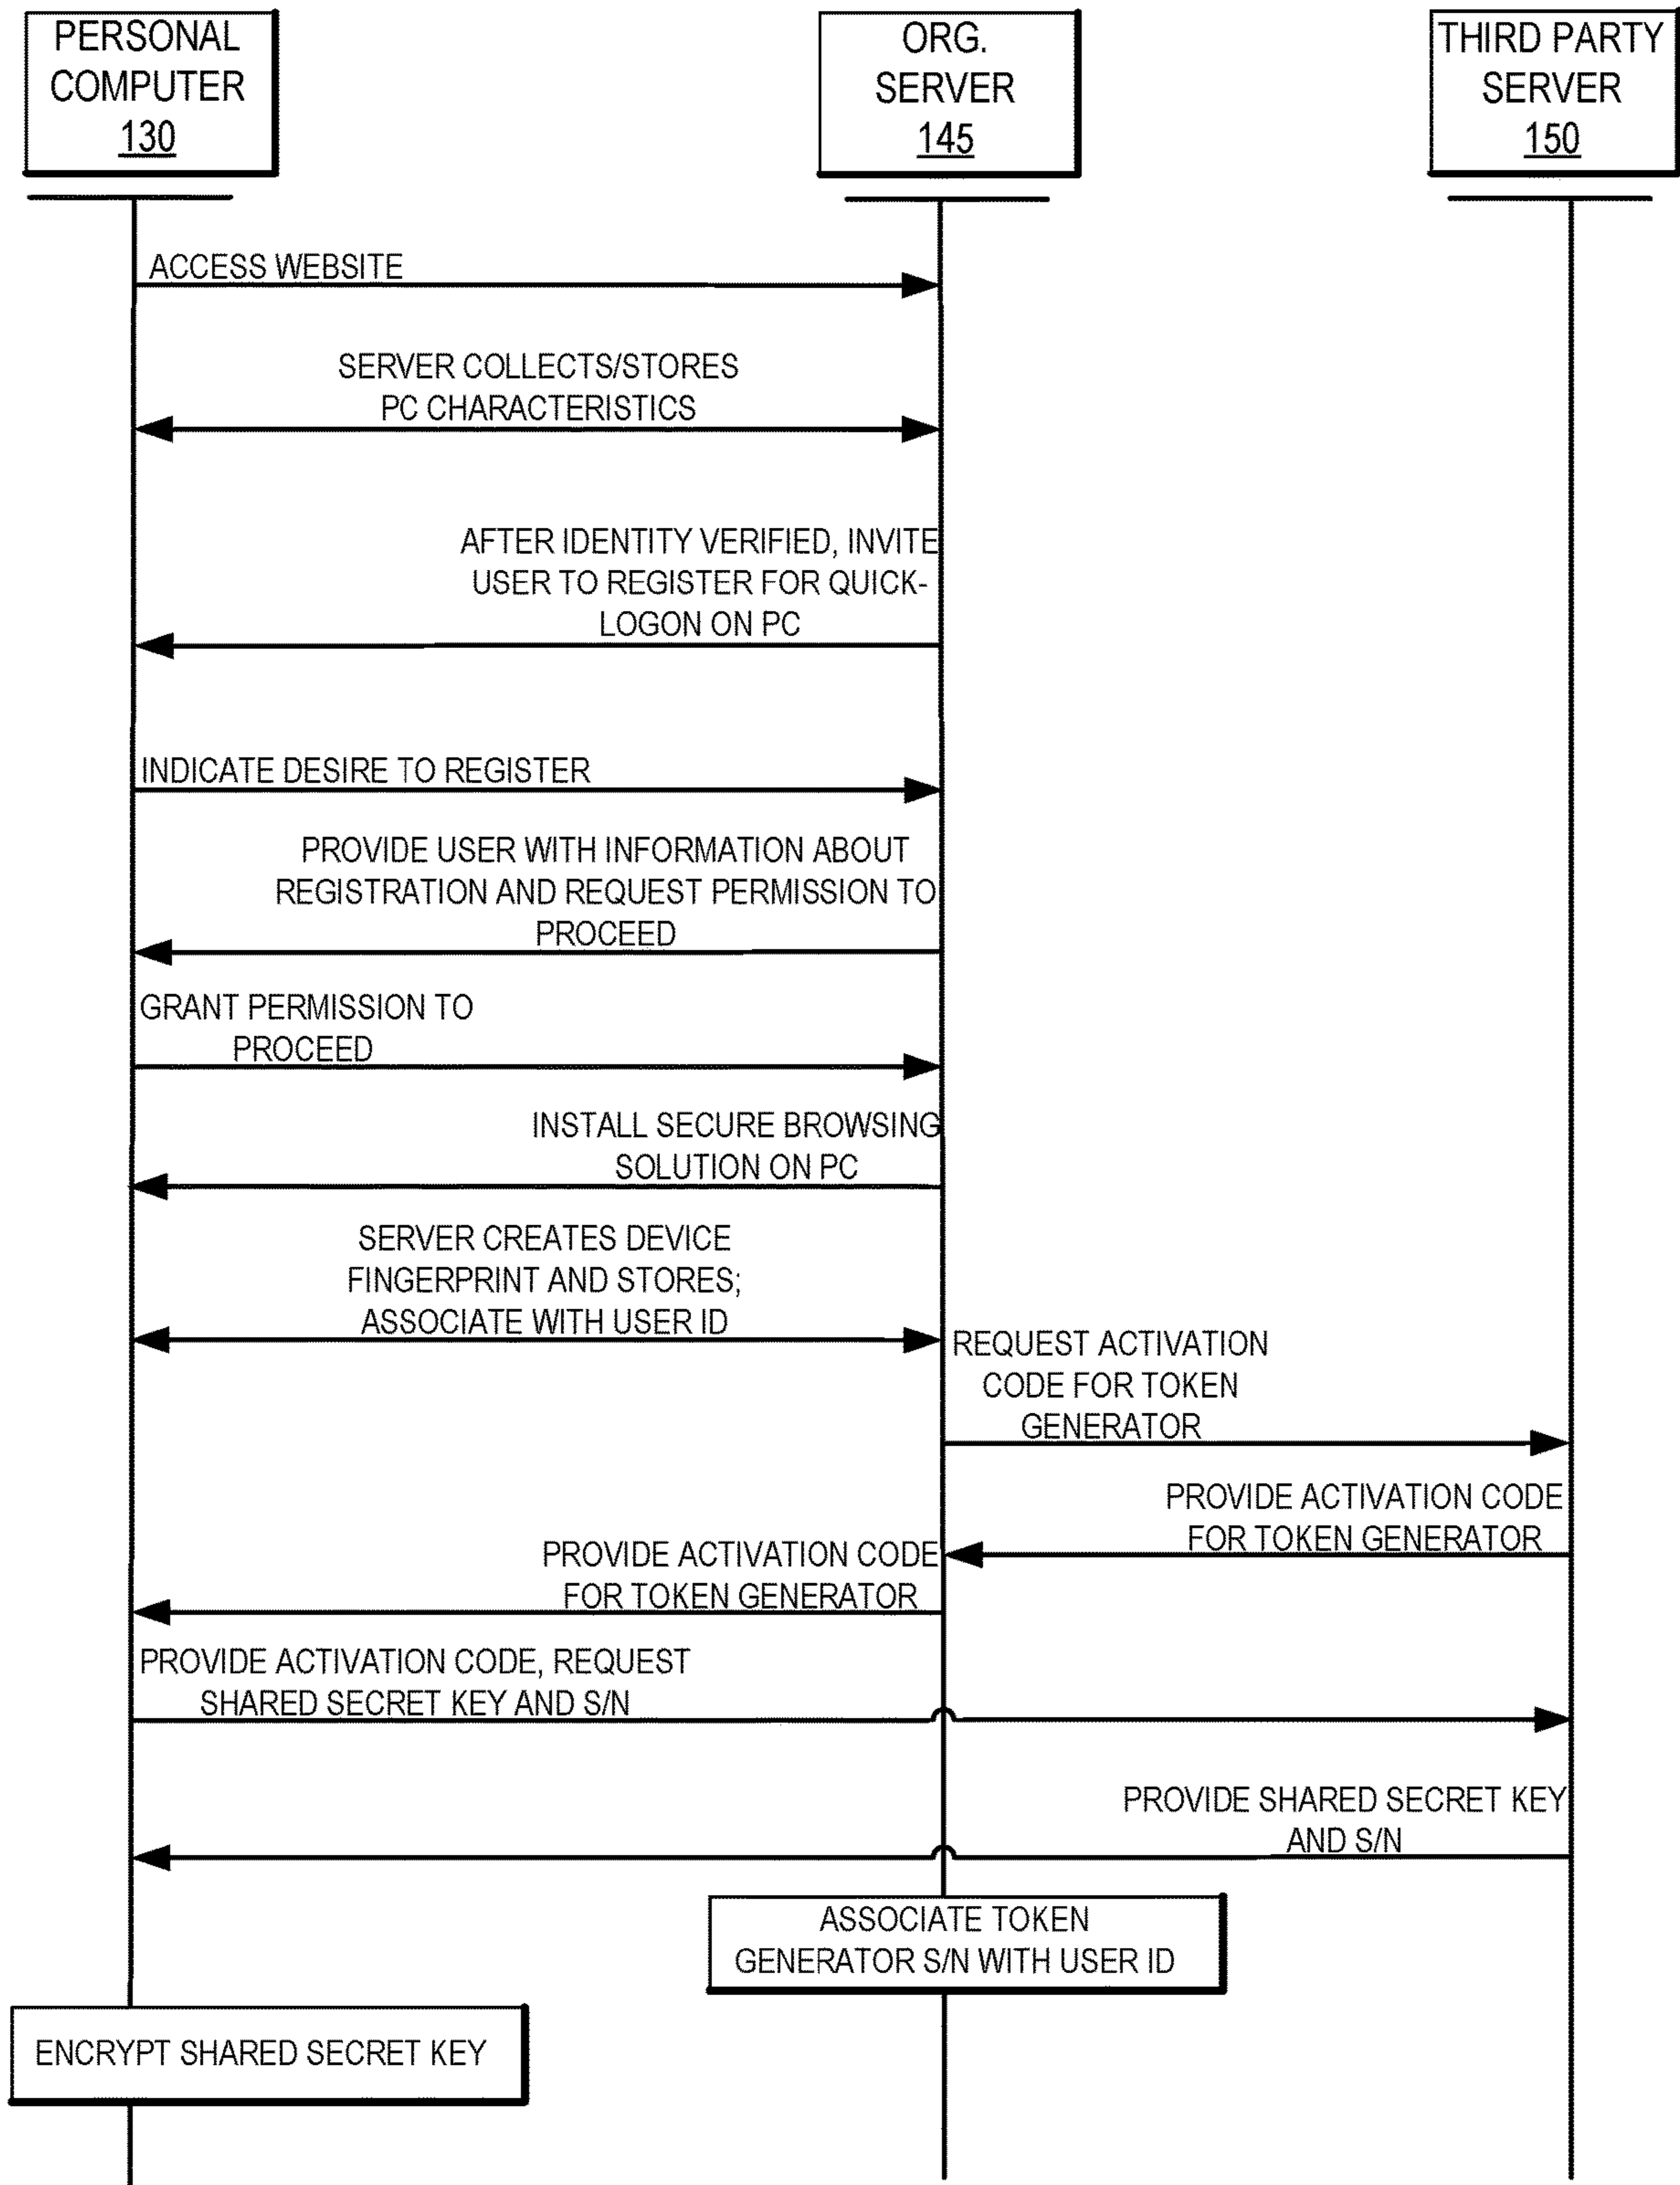 PERSONAL
COMPUTER
130
ORG.
SERVER
145
THIRD PARTY
SERVER
150
ACCESS WEBSITE
SERVER COLLECTS/STORES
PC CHARACTERISTICS
AFTER IDENTITY VERIFIED, INVITE
USER TO REGISTER FOR QUICK-
LOGON ON PC
INDICATE DESIRE TO REGISTER
PROVIDE USER WITH INFORMATION ABOUT
REGISTRATION AND REQUEST PERMISSION TO
PROCEED
GRANT PERMISSION TO
PROCEED
INSTALL SECURE BROWSING
SOLUTION ON PC
SERVER CREATES DEVICE
FINGERPRINT AND STORES;
ASSOCIATE WITH USER ID
REQUEST ACTIVATION
CODE FOR TOKEN
GENERATOR
PROVIDE ACTIVATION CODE
FOR TOKEN GENERATOR
PROVIDE ACTIVATION CODE
FOR TOKEN GENERATOR
PROVIDE ACTIVATION CODE, REQUEST
SHARED SECRET KEY AND S/N
PROVIDE SHARED SECRET KEY
AND S/N
ASSOCIATE TOKEN
GENERATOR S/N WITH USER ID
ENCRYPT SHARED SECRET KEY